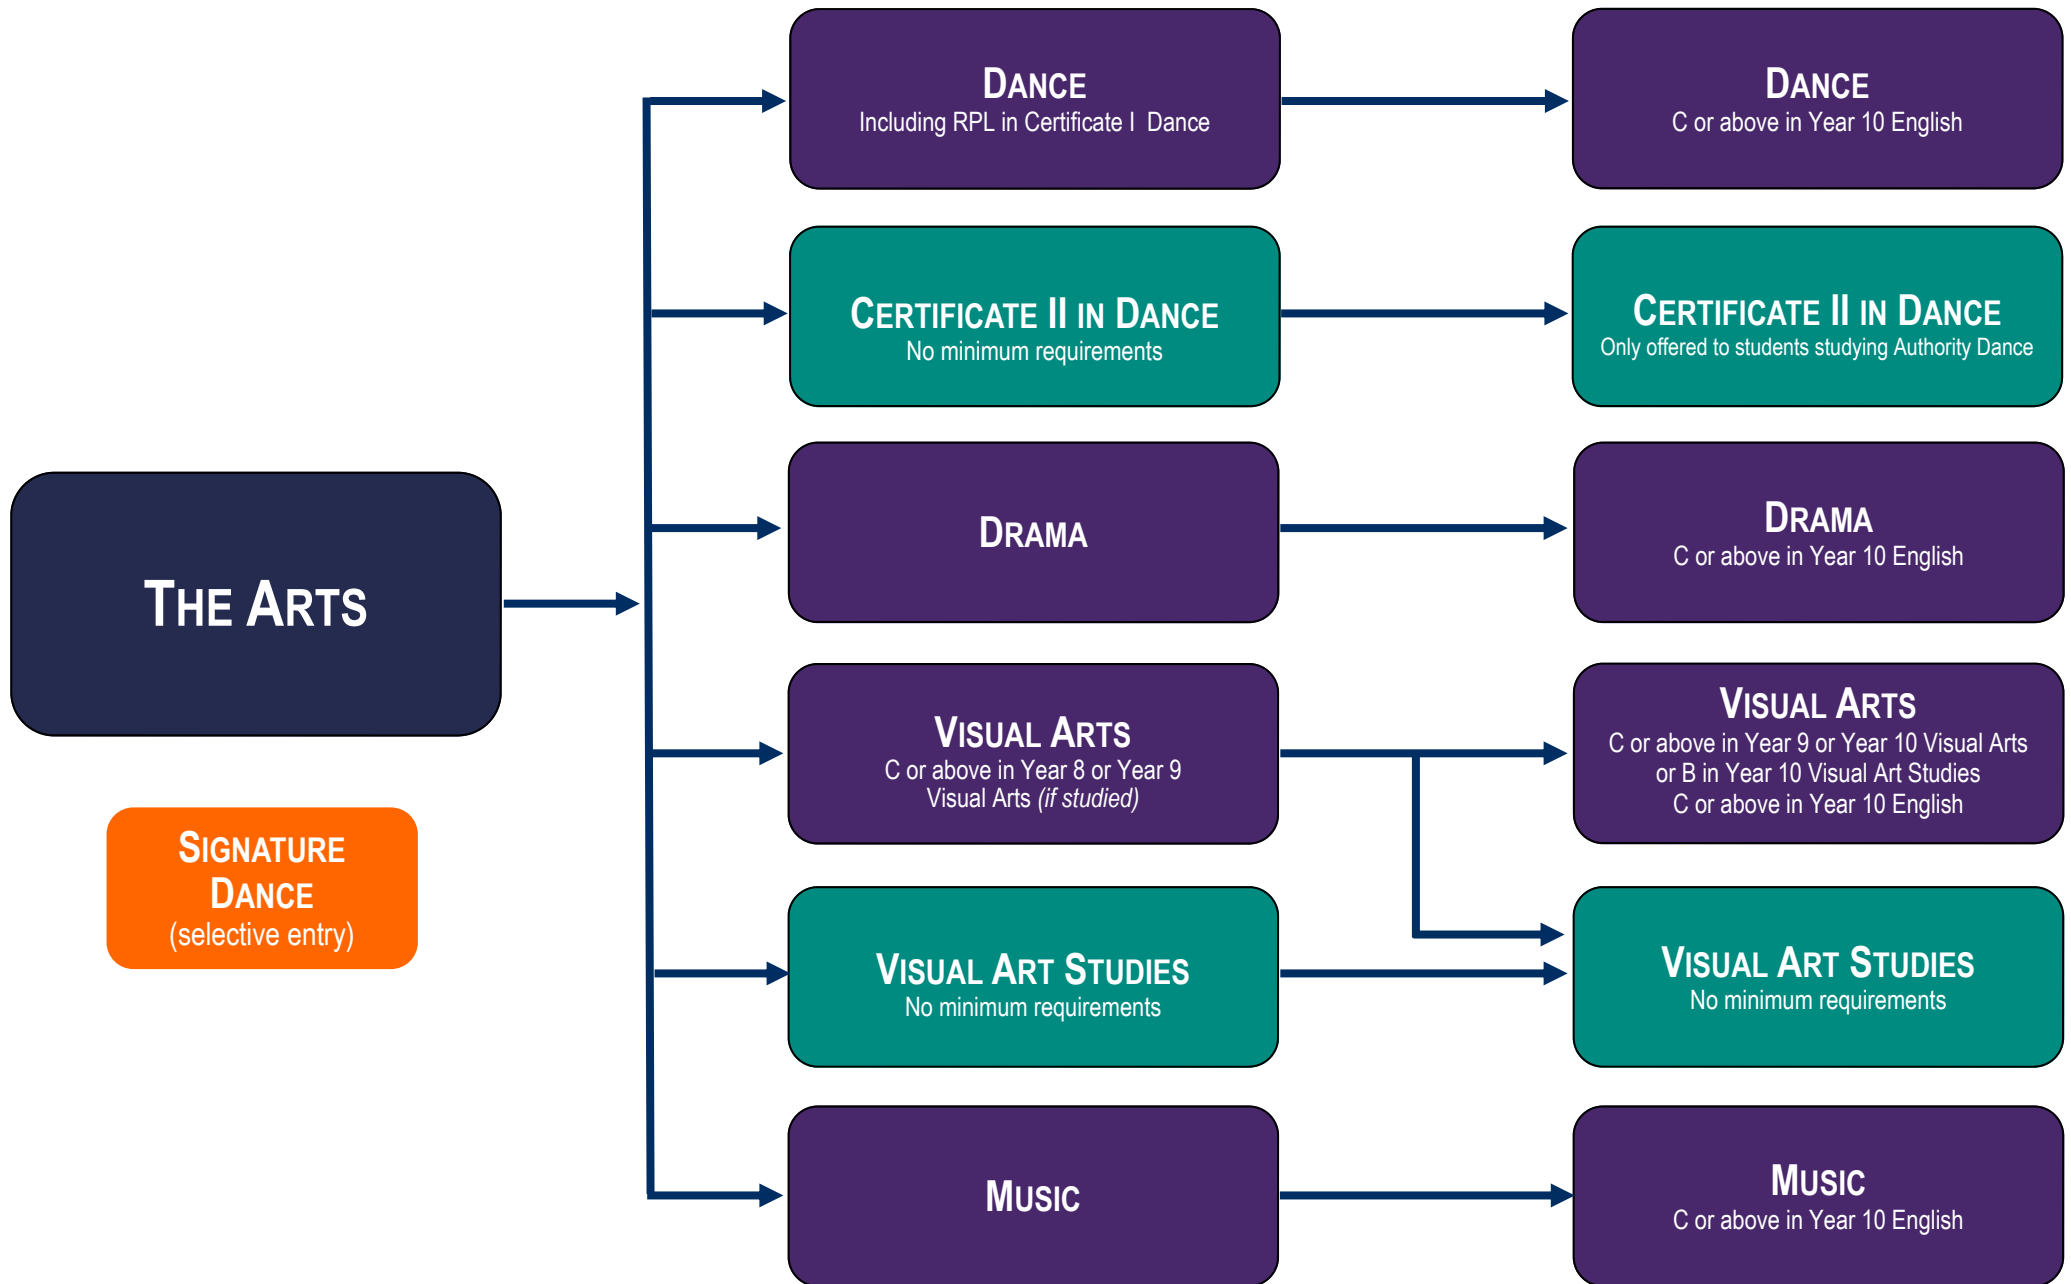 THE ARTS
SIGNATURE
DANCE
(selective entry)
DANCE
Including RPL in Certificate I Dance
CERTIFICATE II IN DANCE
No minimum requirements
DRAMA
VISUAL ARTS
C or above in Year 8 or Year 9
Visual Arts (if studied)
VISUAL ART STUDIES
No minimum requirements
MUSIC
DANCE
C or above in Year 10 English
CERTIFICATE II IN DANCE
Only offered to students studying Authority Dance
DRAMA
C or above in Year 10 English
VISUAL ARTS
C or above in Year 9 or Year 10 Visual Arts
or B in Year 10 Visual Art Studies
C or above in Year 10 English
VISUAL ART STUDIES
No minimum requirements
MUSIC
C or above in Year 10 English